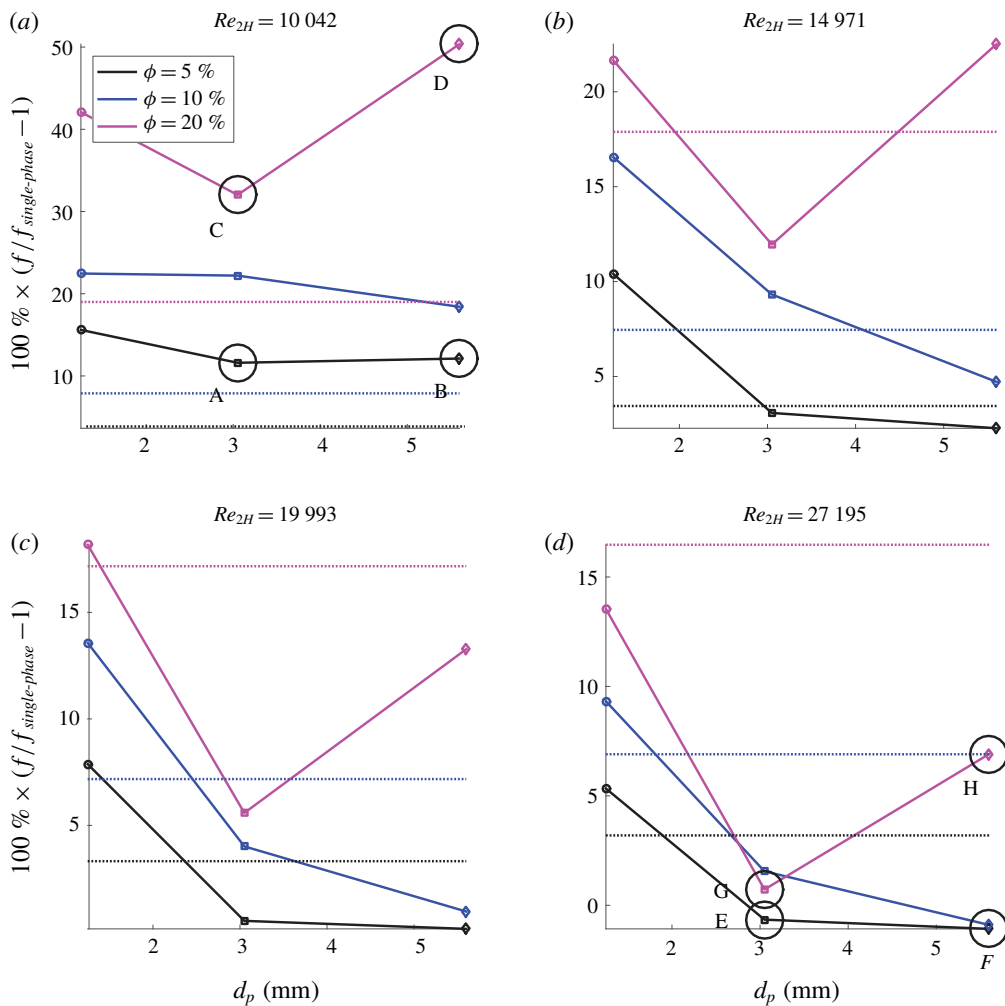 (a) Re2H = 10 042
50
40
30
20
10
2 3 4 5
ϕ = 5 %
ϕ = 10 %
ϕ = 20 %
A
B
C
D
100 % × (f/fsingle-phase − 1)
(b) Re2H = 14 971
20
15
10
5
2 3 4 5
(c) Re2H = 19 993
15
10
5
2 3 4 5
100 % × (f/fsingle-phase − 1)
dp (mm)
(d) Re2H = 27 195
15
10
5
0
2 3 4 5
H
G
E
F
dp (mm)